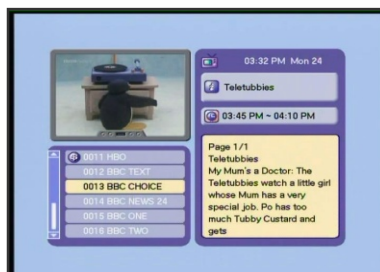 03:32 PM Mon 24
Teletubbies
03:45 PM ~ 04:10 PM
0011 HBO
0012 BBC TEXT
0013 BBC CHOICE
0014 BBC NEWS 24
0015 BBC ONE
0016 BBC TWO
Page 1/1
Teletubbies
My Mum's a Doctor: The
Teletubbies watch a little girl
whose Mum has a very
special job. Po has too
much Tubby Custard and
gets